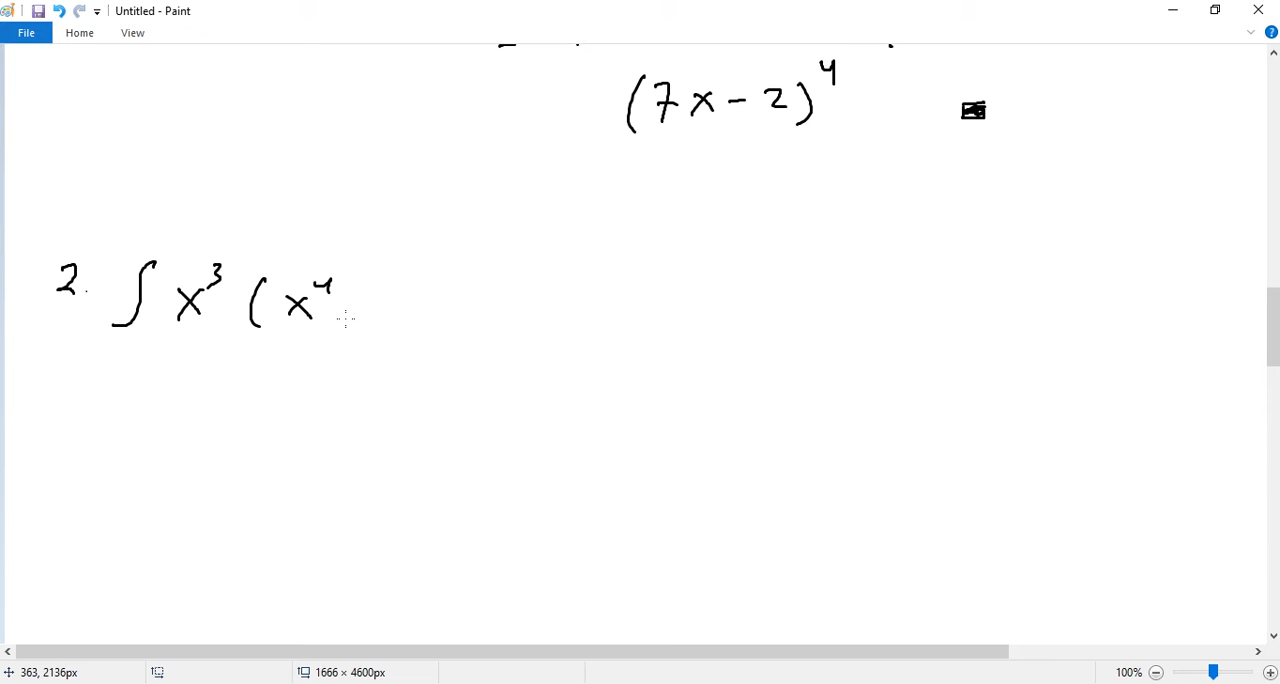 Untitled - Paint
File Home View
(7x - 2)^4
2. ∫ x^3 ( x^4
363, 2136px 1666 × 4600px 100%